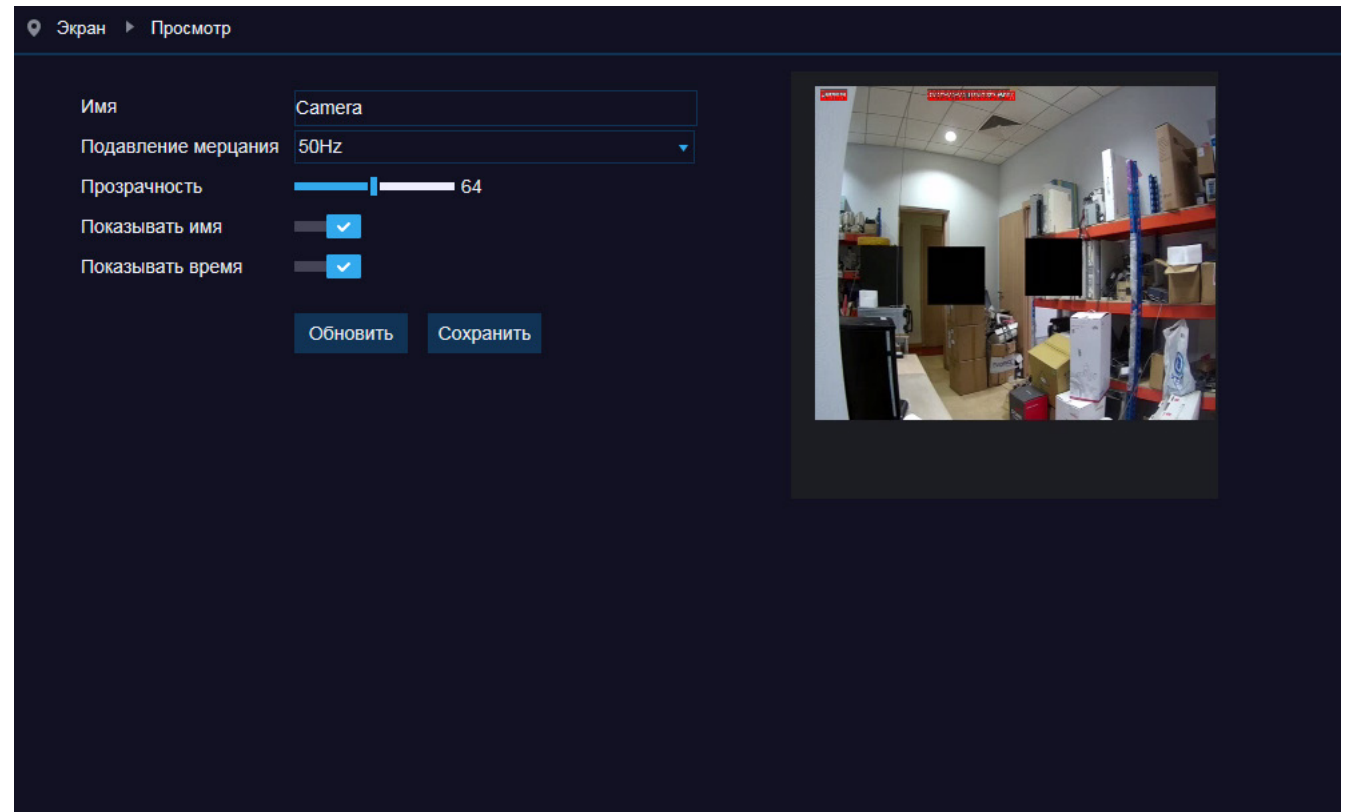 Экран Просмотр
Имя Camera
Подавление мерцания 50Hz
Прозрачность 64
Показывать имя
Показывать время
Обновить Сохранить